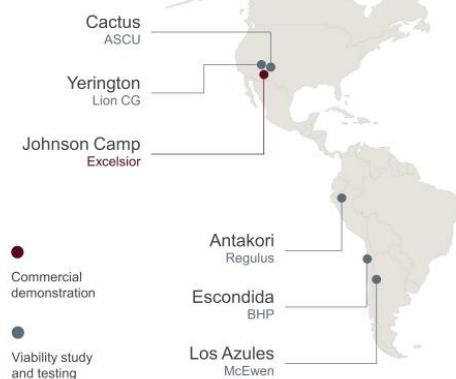 Cactus
ASCU
Yerington
Lion CG
Johnson Camp
Excelsior
Antakori
Regulus
Commercial
demonstration
Escondida
BHP
Viability study
and testing
Los Azules
McEwen